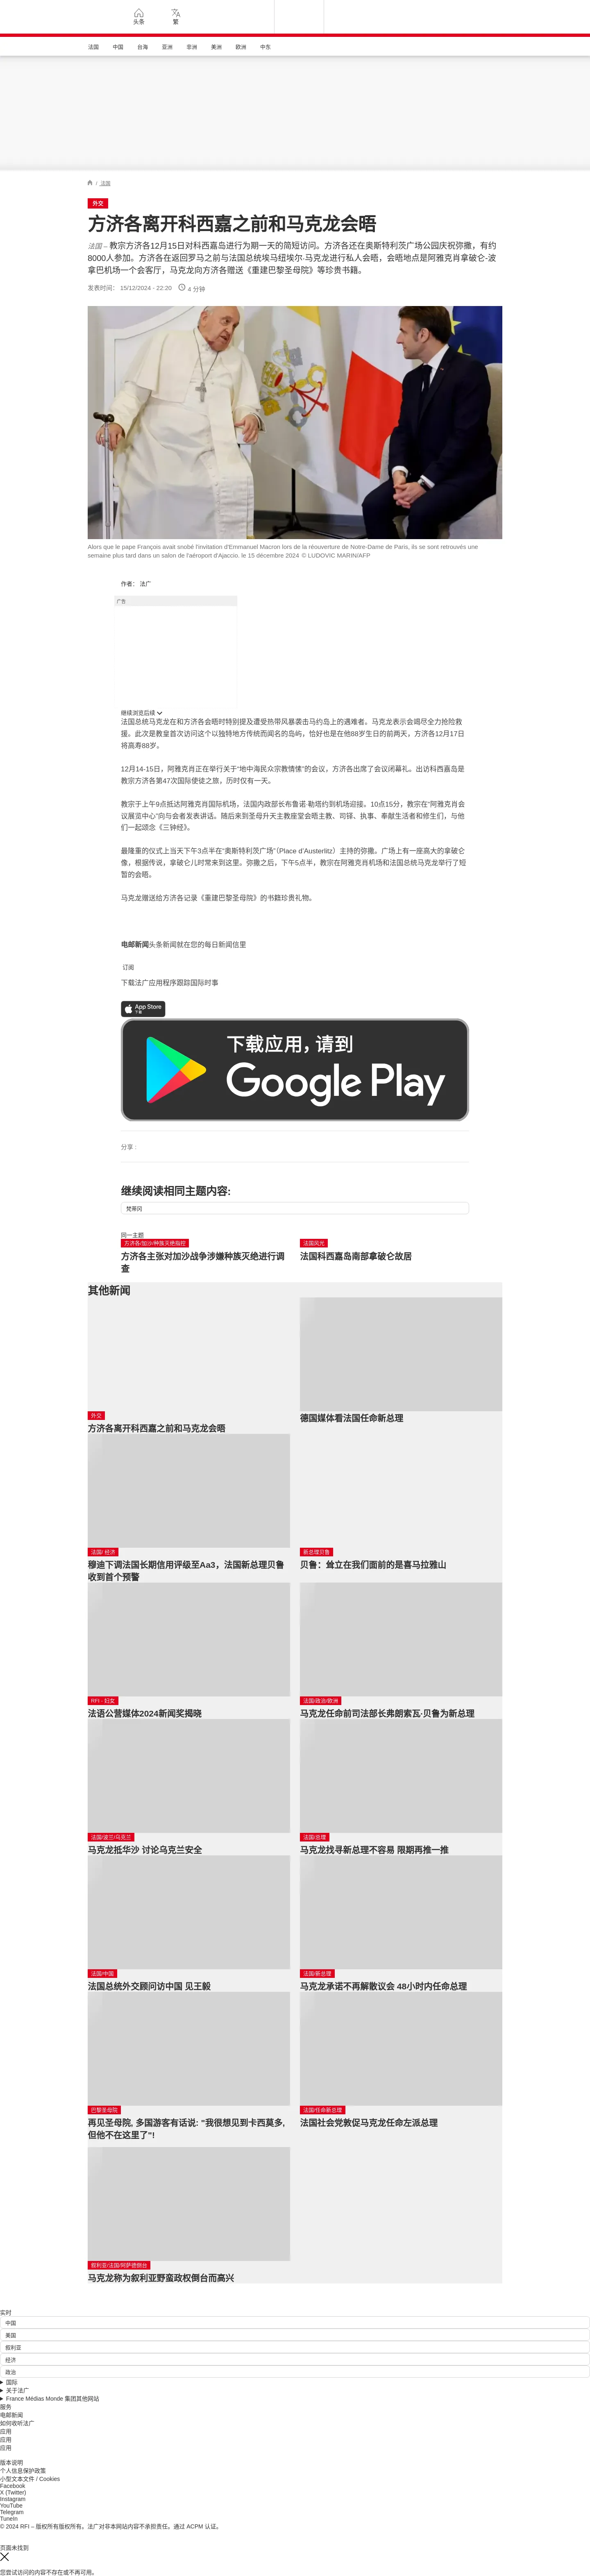 头条
繁
法国
中国
台海
亚洲
非洲
美洲
欧洲
中东
/ 法国
外交
方济各离开科西嘉之前和马克龙会晤
法国 – 教宗方济各12月15日对科西嘉岛进行为期一天的简短访问。方济各还在奥斯特利茨广场公园庆祝弥撒，有约
8000人参加。方济各在返回罗马之前与法国总统埃马纽埃尔·马克龙进行私人会晤，会晤地点是阿雅克肖拿破仑-波
拿巴机场一个会客厅，马克龙向方济各赠送《重建巴黎圣母院》等珍贵书籍。
发表时间： 15/12/2024 - 22:20 4 分钟
Alors que le pape François avait snobé l'invitation d'Emmanuel Macron lors de la réouverture de Notre-Dame de Paris, ils se sont retrouvés une
semaine plus tard dans un salon de l'aéroport d'Ajaccio. le 15 décembre 2024 © LUDOVIC MARIN/AFP
作者： 法广
广告
继续浏览后续
法国总统马克龙在和方济各会晤时特别提及遭受热带风暴袭击马约岛上的遇难者。马克龙表示会竭尽全力抢险救
援。此次是教皇首次访问这个以独特地方传统而闻名的岛屿，恰好也是在他88岁生日的前两天，方济各12月17日
将高寿88岁。
12月14-15日，阿雅克肖正在举行关于“地中海民众宗教情愫”的会议，方济各出席了会议闭幕礼。出访科西嘉岛是
教宗方济各第47次国际使徒之旅，历时仅有一天。
教宗于上午9点抵达阿雅克肖国际机场，法国内政部长布鲁诺·勒塔约到机场迎接。10点15分，教宗在“阿雅克肖会
议展览中心”向与会者发表讲话。随后来到圣母升天主教座堂会晤主教、司铎、执事、奉献生活者和修生们，与他
们一起颂念《三钟经》。
最隆重的仪式上当天下午3点半在“奥斯特利茨广场”（Place d'Austerlitz）主持的弥撒。广场上有一座高大的拿破仑
像，根据传说，拿破仑儿时常来到这里。弥撒之后，下午5点半，教宗在阿雅克肖机场和法国总统马克龙举行了短
暂的会晤。
马克龙赠送给方济各记录《重建巴黎圣母院》的书籍珍贵礼物。
电邮新闻头条新闻就在您的每日新闻信里
订阅
下载法广应用程序跟踪国际时事
App Store
下载
下载应用，请到
Google Play
分享 :
继续阅读相同主题内容:
梵蒂冈
同一主题
方济各/加沙/种族灭绝指控
方济各主张对加沙战争涉嫌种族灭绝进行调
查
法国风光
法国科西嘉岛南部拿破仑故居
其他新闻
外交
方济各离开科西嘉之前和马克龙会晤
德国媒体看法国任命新总理
法国/ 经济
穆迪下调法国长期信用评级至Aa3，法国新总理贝鲁
收到首个预警
新总理贝鲁
贝鲁：耸立在我们面前的是喜马拉雅山
RFI - 妇女
法语公营媒体2024新闻奖揭晓
法国/政治/欧洲
马克龙任命前司法部长弗朗索瓦·贝鲁为新总理
法国/波兰/乌克兰
马克龙抵华沙 讨论乌克兰安全
法国/总理
马克龙找寻新总理不容易 限期再推一推
法国/中国
法国总统外交顾问访中国 见王毅
法国/新总理
马克龙承诺不再解散议会 48小时内任命总理
巴黎圣母院
再见圣母院, 多国游客有话说: "我很想见到卡西莫多,
但他不在这里了"!
法国/任命新总理
法国社会党敦促马克龙任命左派总理
叙利亚/法国/阿萨德倒台
马克龙称为叙利亚野蛮政权倒台而高兴
实时
中国
美国
叙利亚
经济
政治
国际
关于法广
France Médias Monde 集团其他网站
服务
电邮新闻
如何收听法广
应用
应用
应用
版本说明
个人信息保护政策
小型文本文件 / Cookies
Facebook
X (Twitter)
Instagram
YouTube
Telegram
TuneIn
© 2024 RFI – 版权所有版权所有。法广对非本网站内容不承担责任。通过 ACPM 认证。
页面未找到
您尝试访问的内容不存在或不再可用。